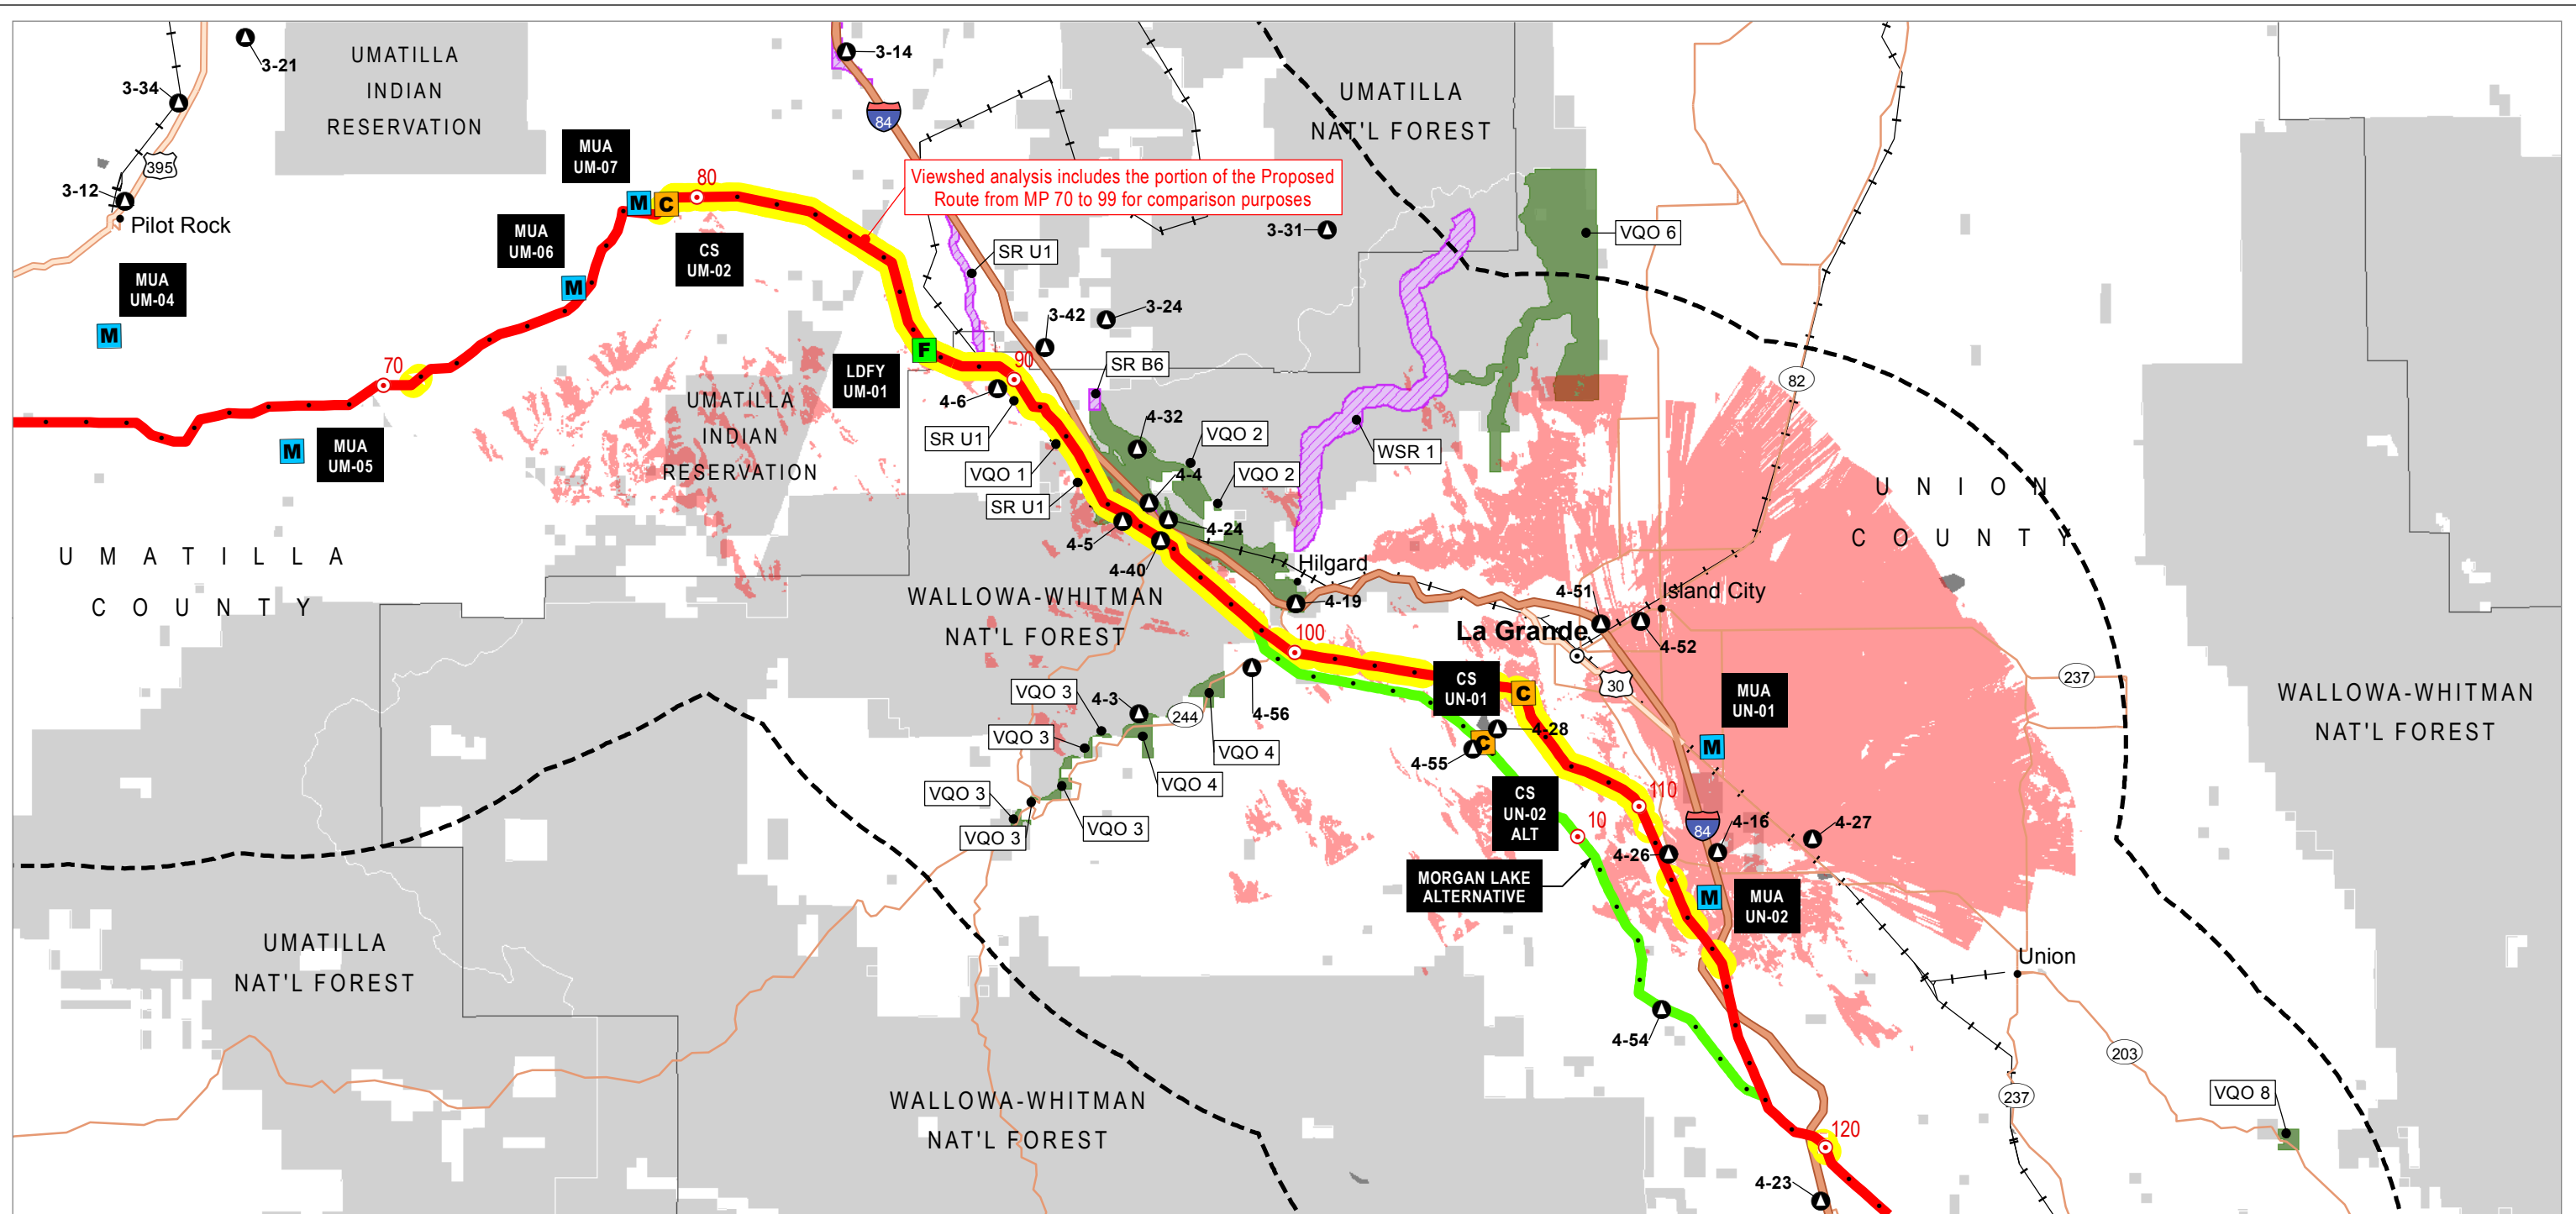 3-21
3-34
395
3-12
Pilot Rock
UMATILLA
INDIAN
RESERVATION
3-14
84
UMATILLA
NAT'L FOREST
Viewshed analysis includes the portion of the Proposed
Route from MP 70 to 99 for comparison purposes
MUA
UM-07
M
C
80
MUA
UM-06
M
CS
UM-02
MUA
UM-04
M
70
MUA
UM-05
M
SR U1
3-31
VQO 6
3-42
3-24
F
LDFY
UM-01
90
SR B6
82
4-6
SR U1
4-32
VQO 2
VQO 1
4-4
VQO 2
WSR 1
SR U1
4-24
4-5
4-40
UMATILLA
INDIAN
RESERVATION
UMATILLA
COUNTY
UNION
COUNTY
WALLOWA-WHITMAN
NAT'L FOREST
Hilgard
4-19
100
4-51
Island City
La Grande
4-52
30
237
WALLOWA-WHITMAN
NAT'L FOREST
CS
UN-01
C
MUA
UN-01
M
VQO 3
4-3
244
4-56
VQO 3
VQO 4
VQO 4
VQO 3
VQO 3
VQO 3
4-28
C
4-55
CS
UN-02
ALT
110
10
84
4-16
4-27
4-26
MORGAN LAKE
ALTERNATIVE
M
MUA
UN-02
UMATILLA
NAT'L FOREST
Union
4-54
203
237
VQO 8
WALLOWA-WHITMAN
NAT'L FOREST
120
4-23